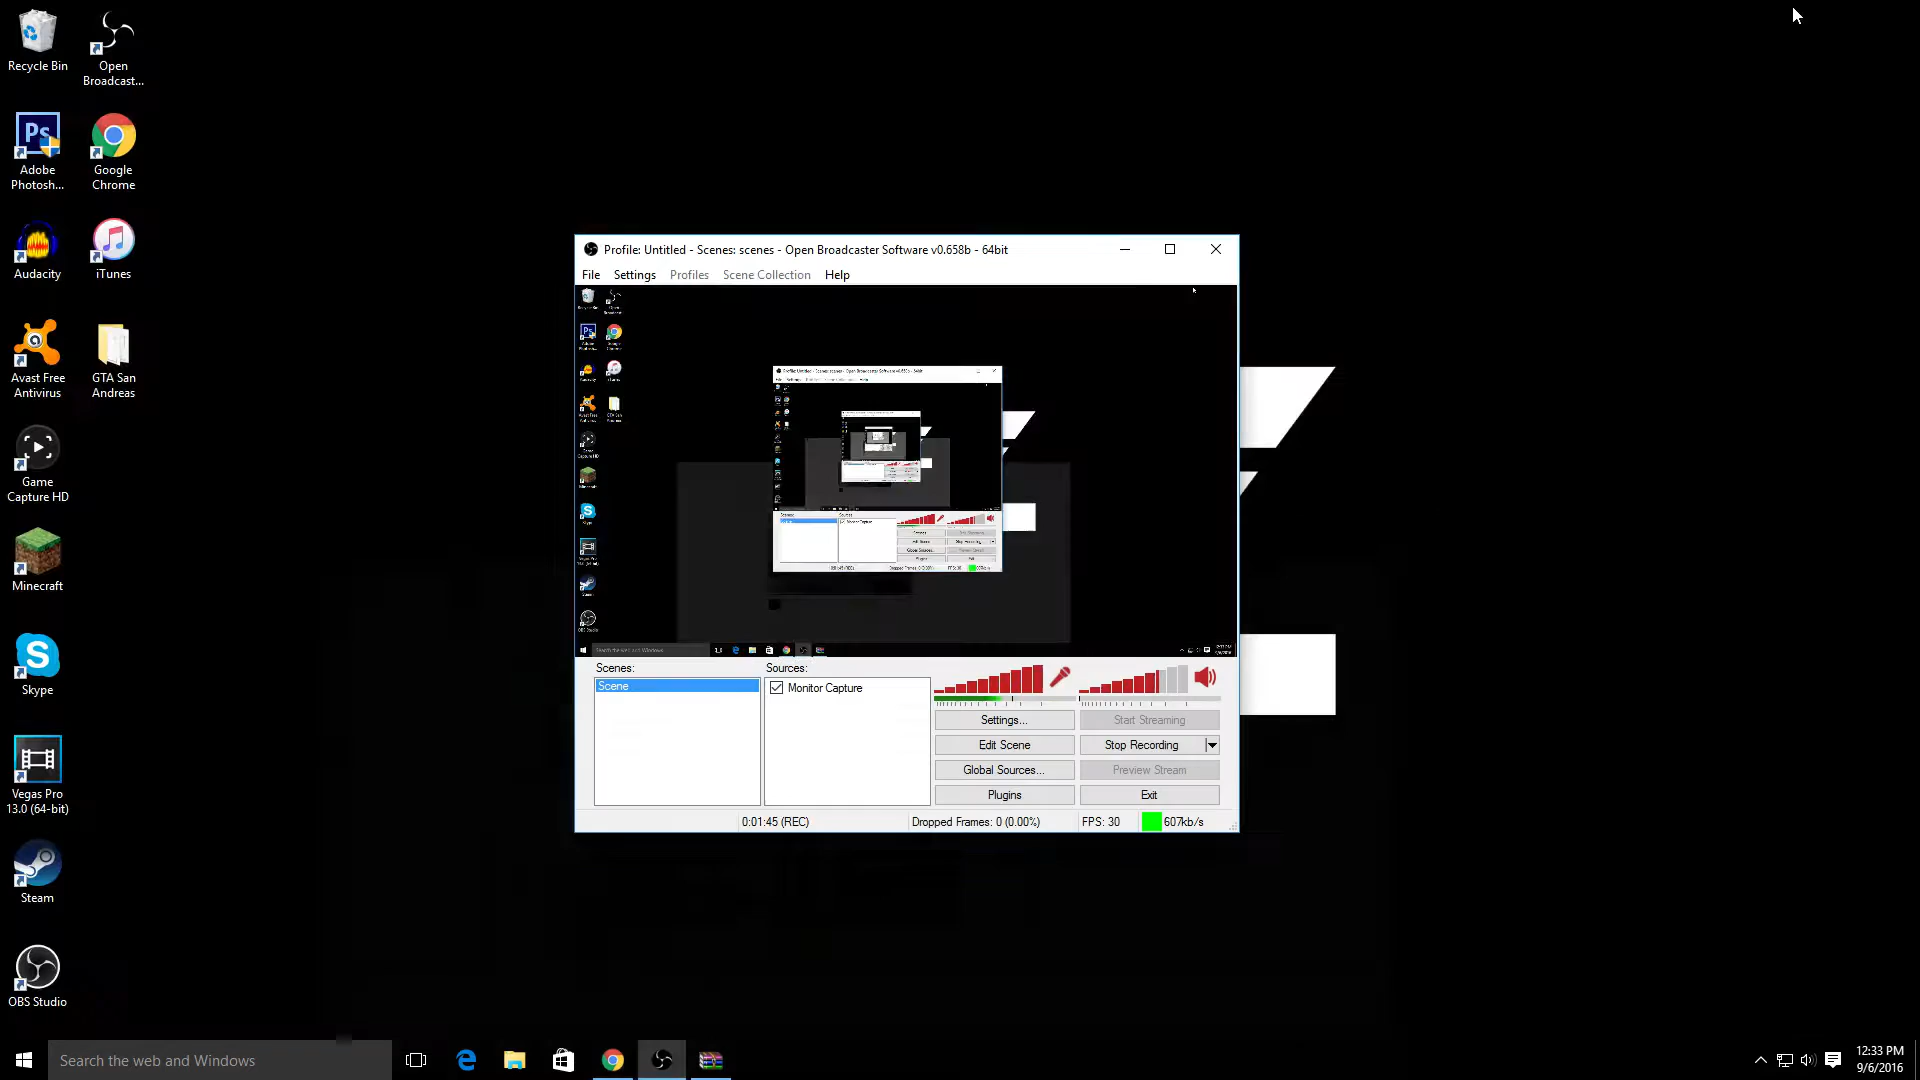 Recycle Bin
Open
Broadcast...
Adobe
Photosh...
Google
Chrome
Audacity
iTunes
Avast Free
Antivirus
GTA San
Andreas
Game
Capture HD
Minecraft
Skype
Vegas Pro
13.0 (64-bit)
Steam
OBS Studio
Profile: Untitled - Scenes: scenes - Open Broadcaster Software v0.658b - 64bit
File Settings Profiles Scene Collection Help
Scenes:
Scene
Sources:
Monitor Capture
Settings...
Start Streaming
Edit Scene
Stop Recording
Global Sources...
Preview Stream
Plugins
Exit
0:01:45 (REC)
Dropped Frames: 0 (0.00%)
FPS: 30
607kb/s
Search the web and Windows
12:33 PM
9/6/2016